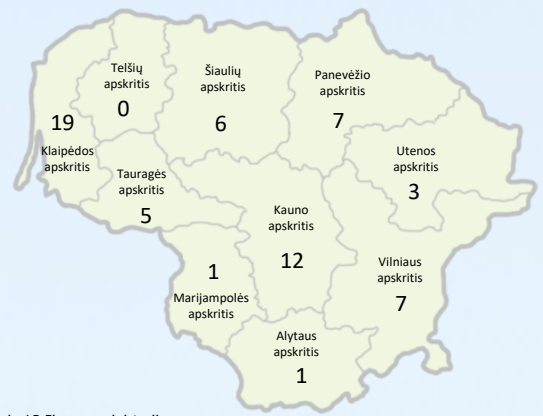 Telšių
apskritis
0
Šiaulių
apskritis
6
Panevėžio
apskritis
7
19
Klaipėdos
apskritis
Tauragės
apskritis
5
Utenos
apskritis
3
Kauno
apskritis
12
1
Marijampolės
apskritis
Vilniaus
apskritis
7
Alytaus
apskritis
1